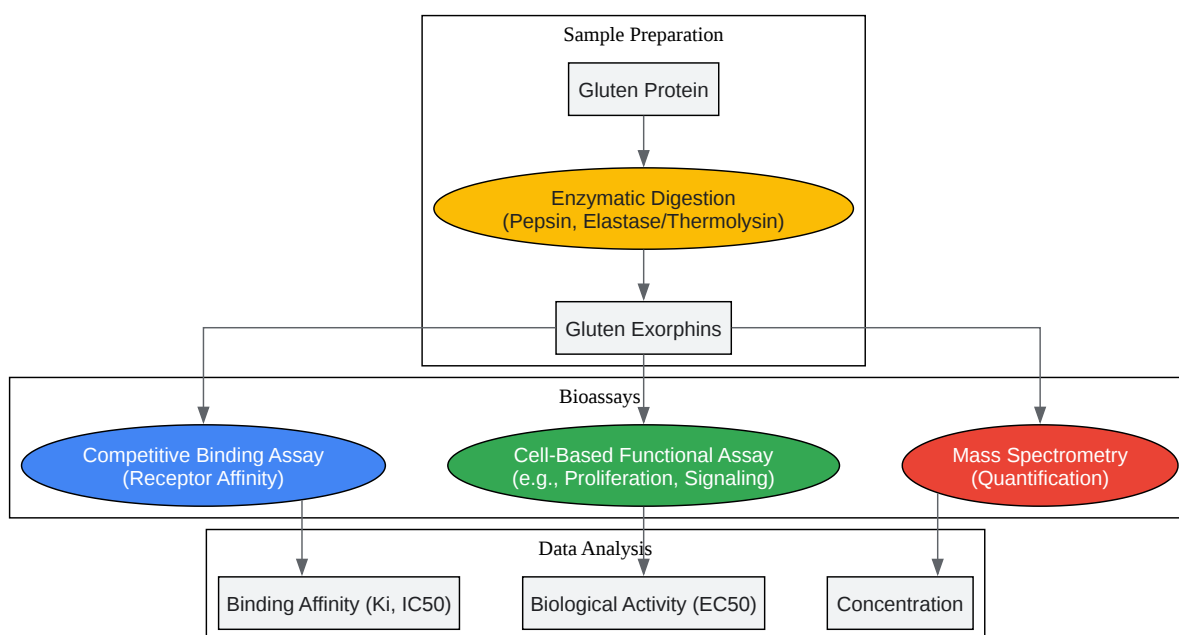 Sample Preparation
Gluten Protein
Enzymatic Digestion
(Pepsin, Elastase/Thermolysin)
Gluten Exorphins
Bioassays
Competitive Binding Assay
(Receptor Affinity)
Cell-Based Functional Assay
(e.g., Proliferation, Signaling)
Mass Spectrometry
(Quantification)
Data Analysis
Binding Affinity (Ki, IC50)
Biological Activity (EC50)
Concentration